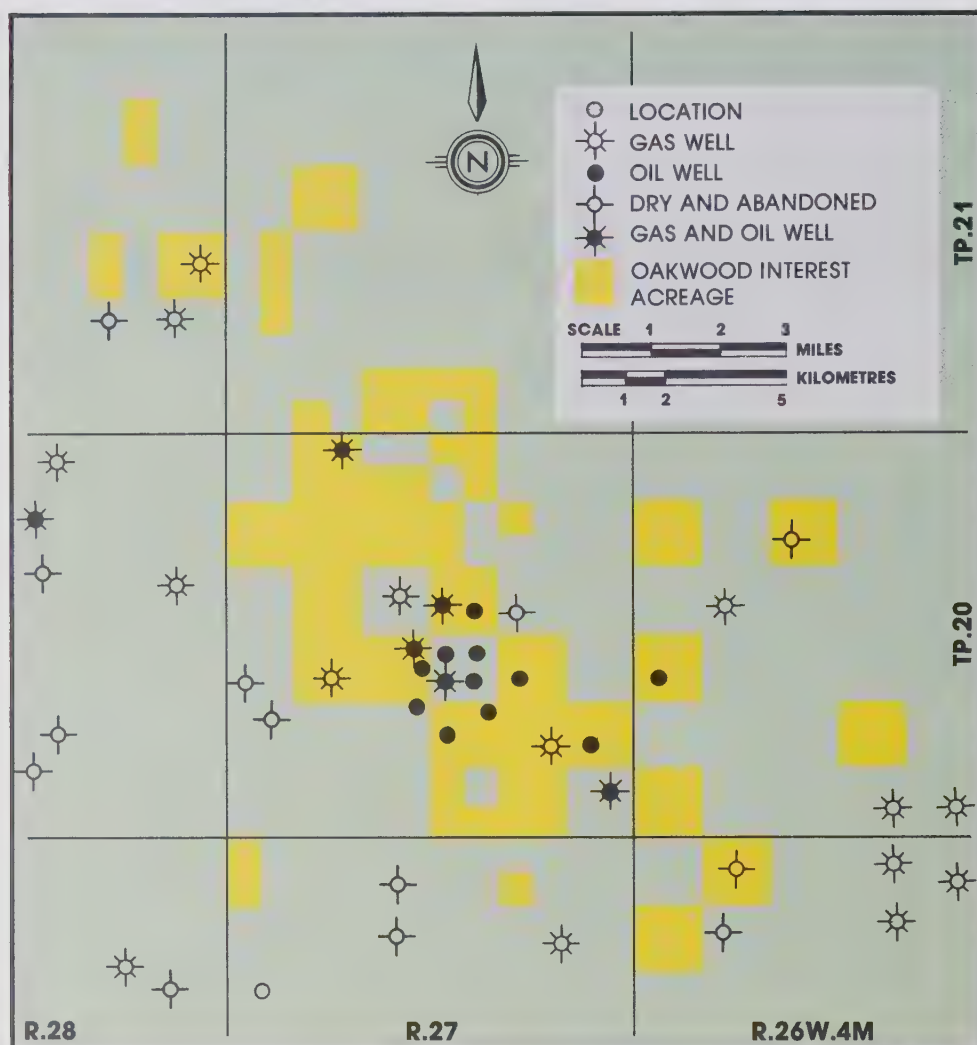 N
LOCATION
GAS WELL
OIL WELL
DRY AND ABANDONED
GAS AND OIL WELL
OAKWOOD INTEREST
ACREAGE
SCALE 1 2 3
MILES
KILOMETRES
1 2 5
TP.21
TP.20
R.28 R.27 R.26W.4M